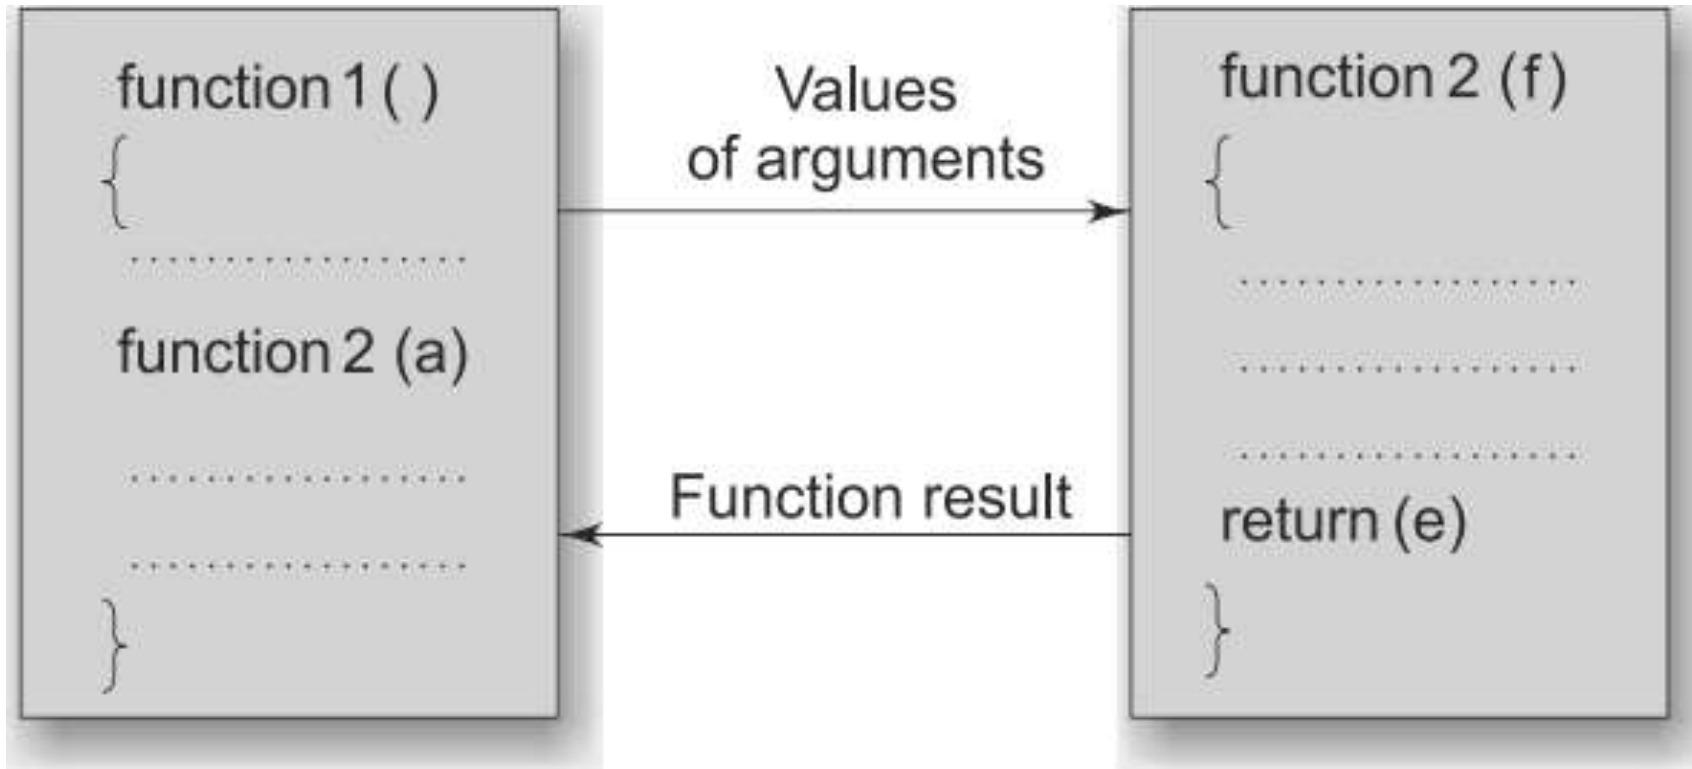 function 1 ( )
{
..................
function 2 (a)
..................
..................
}
Values
of arguments
Function result
function 2 (f)
{
..................
..................
..................
return (e)
}